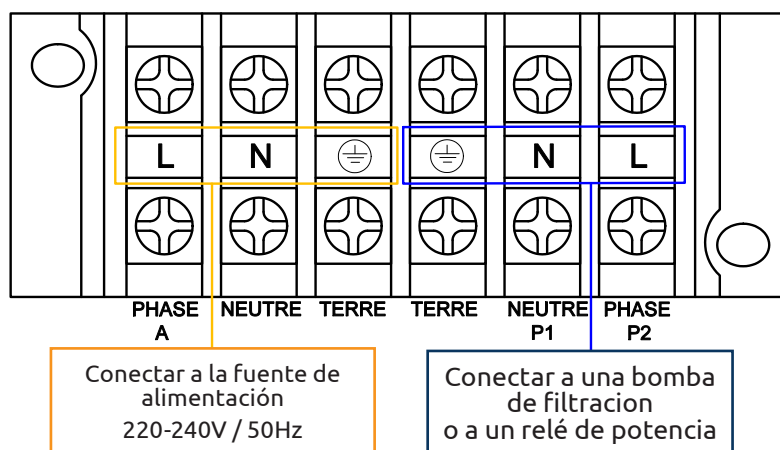 L N N L
PHASE NEUTRE TERRE TERRE NEUTRE PHASE
A P1 P2
Conectar a la fuente de
alimentación
220-240V / 50Hz
Conectar a una bomba
de filtracion
o a un relé de potencia